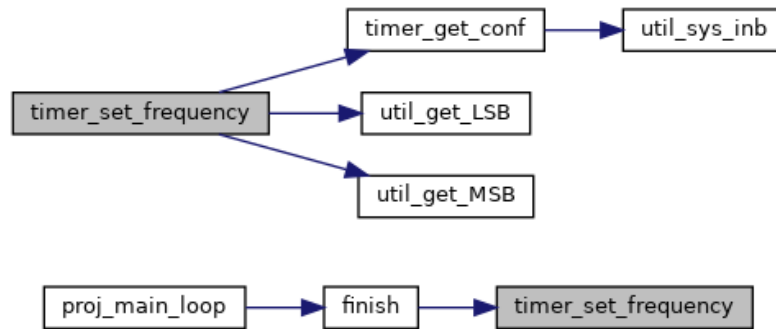 timer_get_conf
util_sys_inb
timer_set_frequency
util_get_LSB
util_get_MSB
proj_main_loop
finish
timer_set_frequency